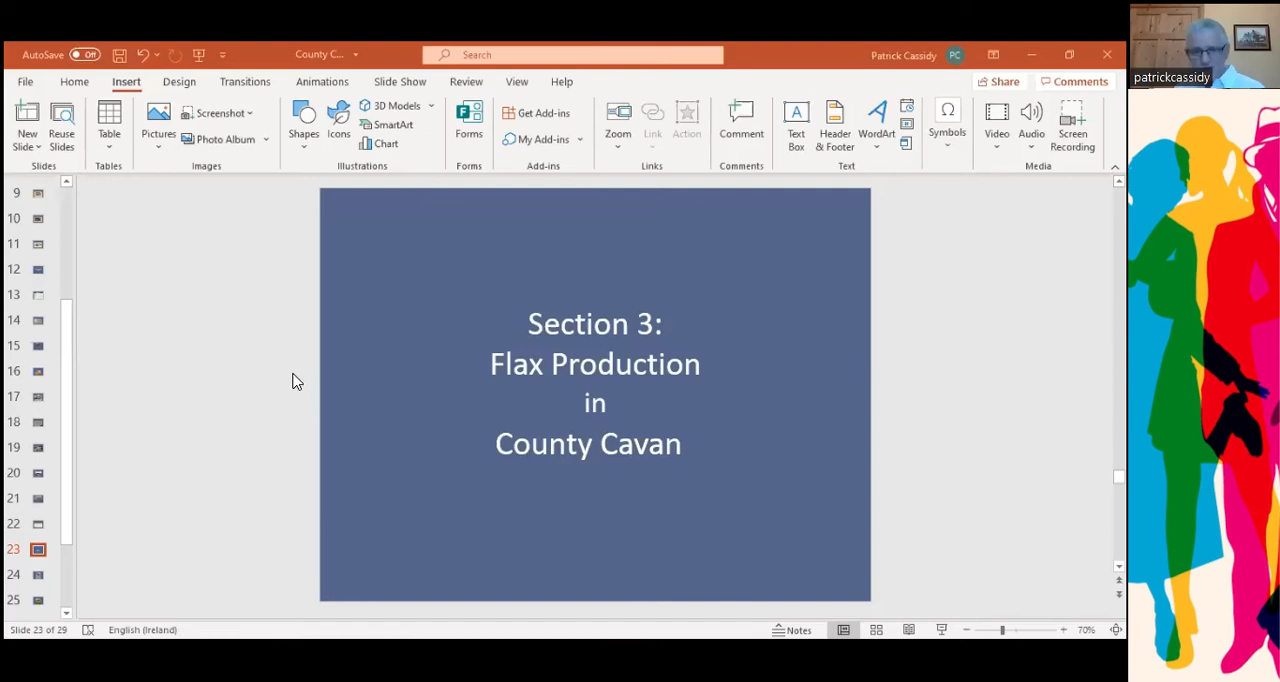 patrickcassidy
AutoSave Off County C... Search Patrick Cassidy PC
File Home Insert Design Transitions Animations Slide Show Review View Help Share Comments
New Slide Reuse Slides Table Pictures Screenshot Photo Album Shapes Icons 3D Models SmartArt Chart Forms Get Add-ins My Add-ins Zoom Link Action Comment Text Box Header & Footer WordArt Symbols Video Audio Screen Recording
Slides Tables Images Illustrations Forms Add-ins Links Comments Text Media
9
10
11
12
13
14
15
16
17
18
19
20
21
22
23
24
25
Section 3:
Flax Production
in
County Cavan
Slide 23 of 29 English (Ireland) Notes 70%